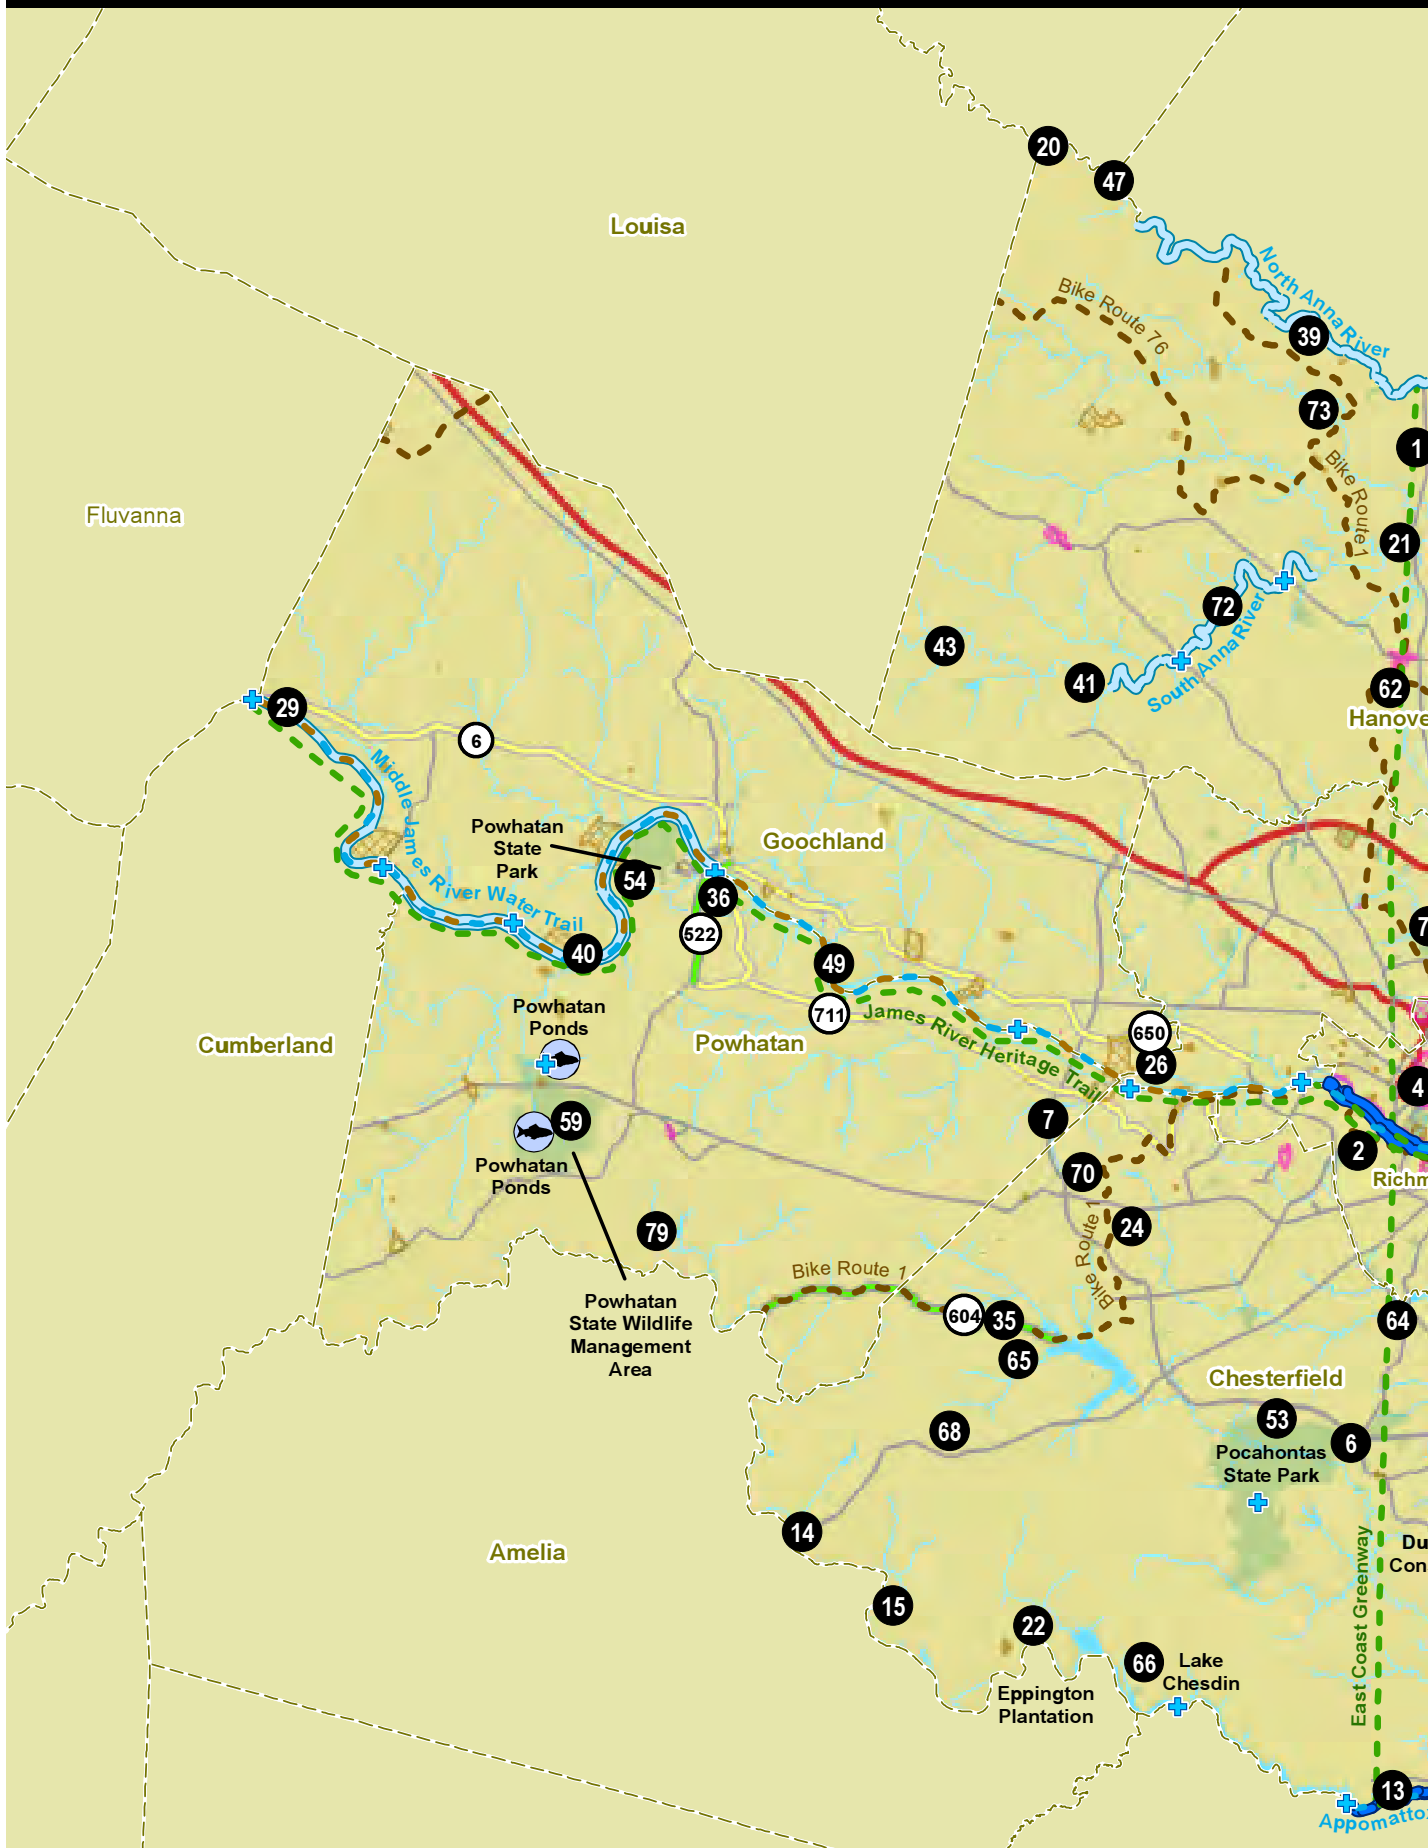 20
47
Louisa
North Anna River
Bike Route 76
39
73
1
Bike Route 1
Fluvanna
21
72
43
41
South Anna River
62
29
6
Middle James River Water Trail
Powhatan
State
Park
Goochland
54
36
522
40
49
711
Powhatan
Ponds
James River Heritage Trail
650
26
Cumberland
Powhatan
4
59
7
2
Powhatan
Ponds
70
24
79
Bike Route 1
Bike Route 1
Powhatan
State Wildlife
Management
Area
604
35
64
65
Chesterfield
68
53
6
Pocahontas
State Park
14
Amelia
East Coast Greenway
15
22
66
Lake
Chesdin
Eppington
Plantation
13